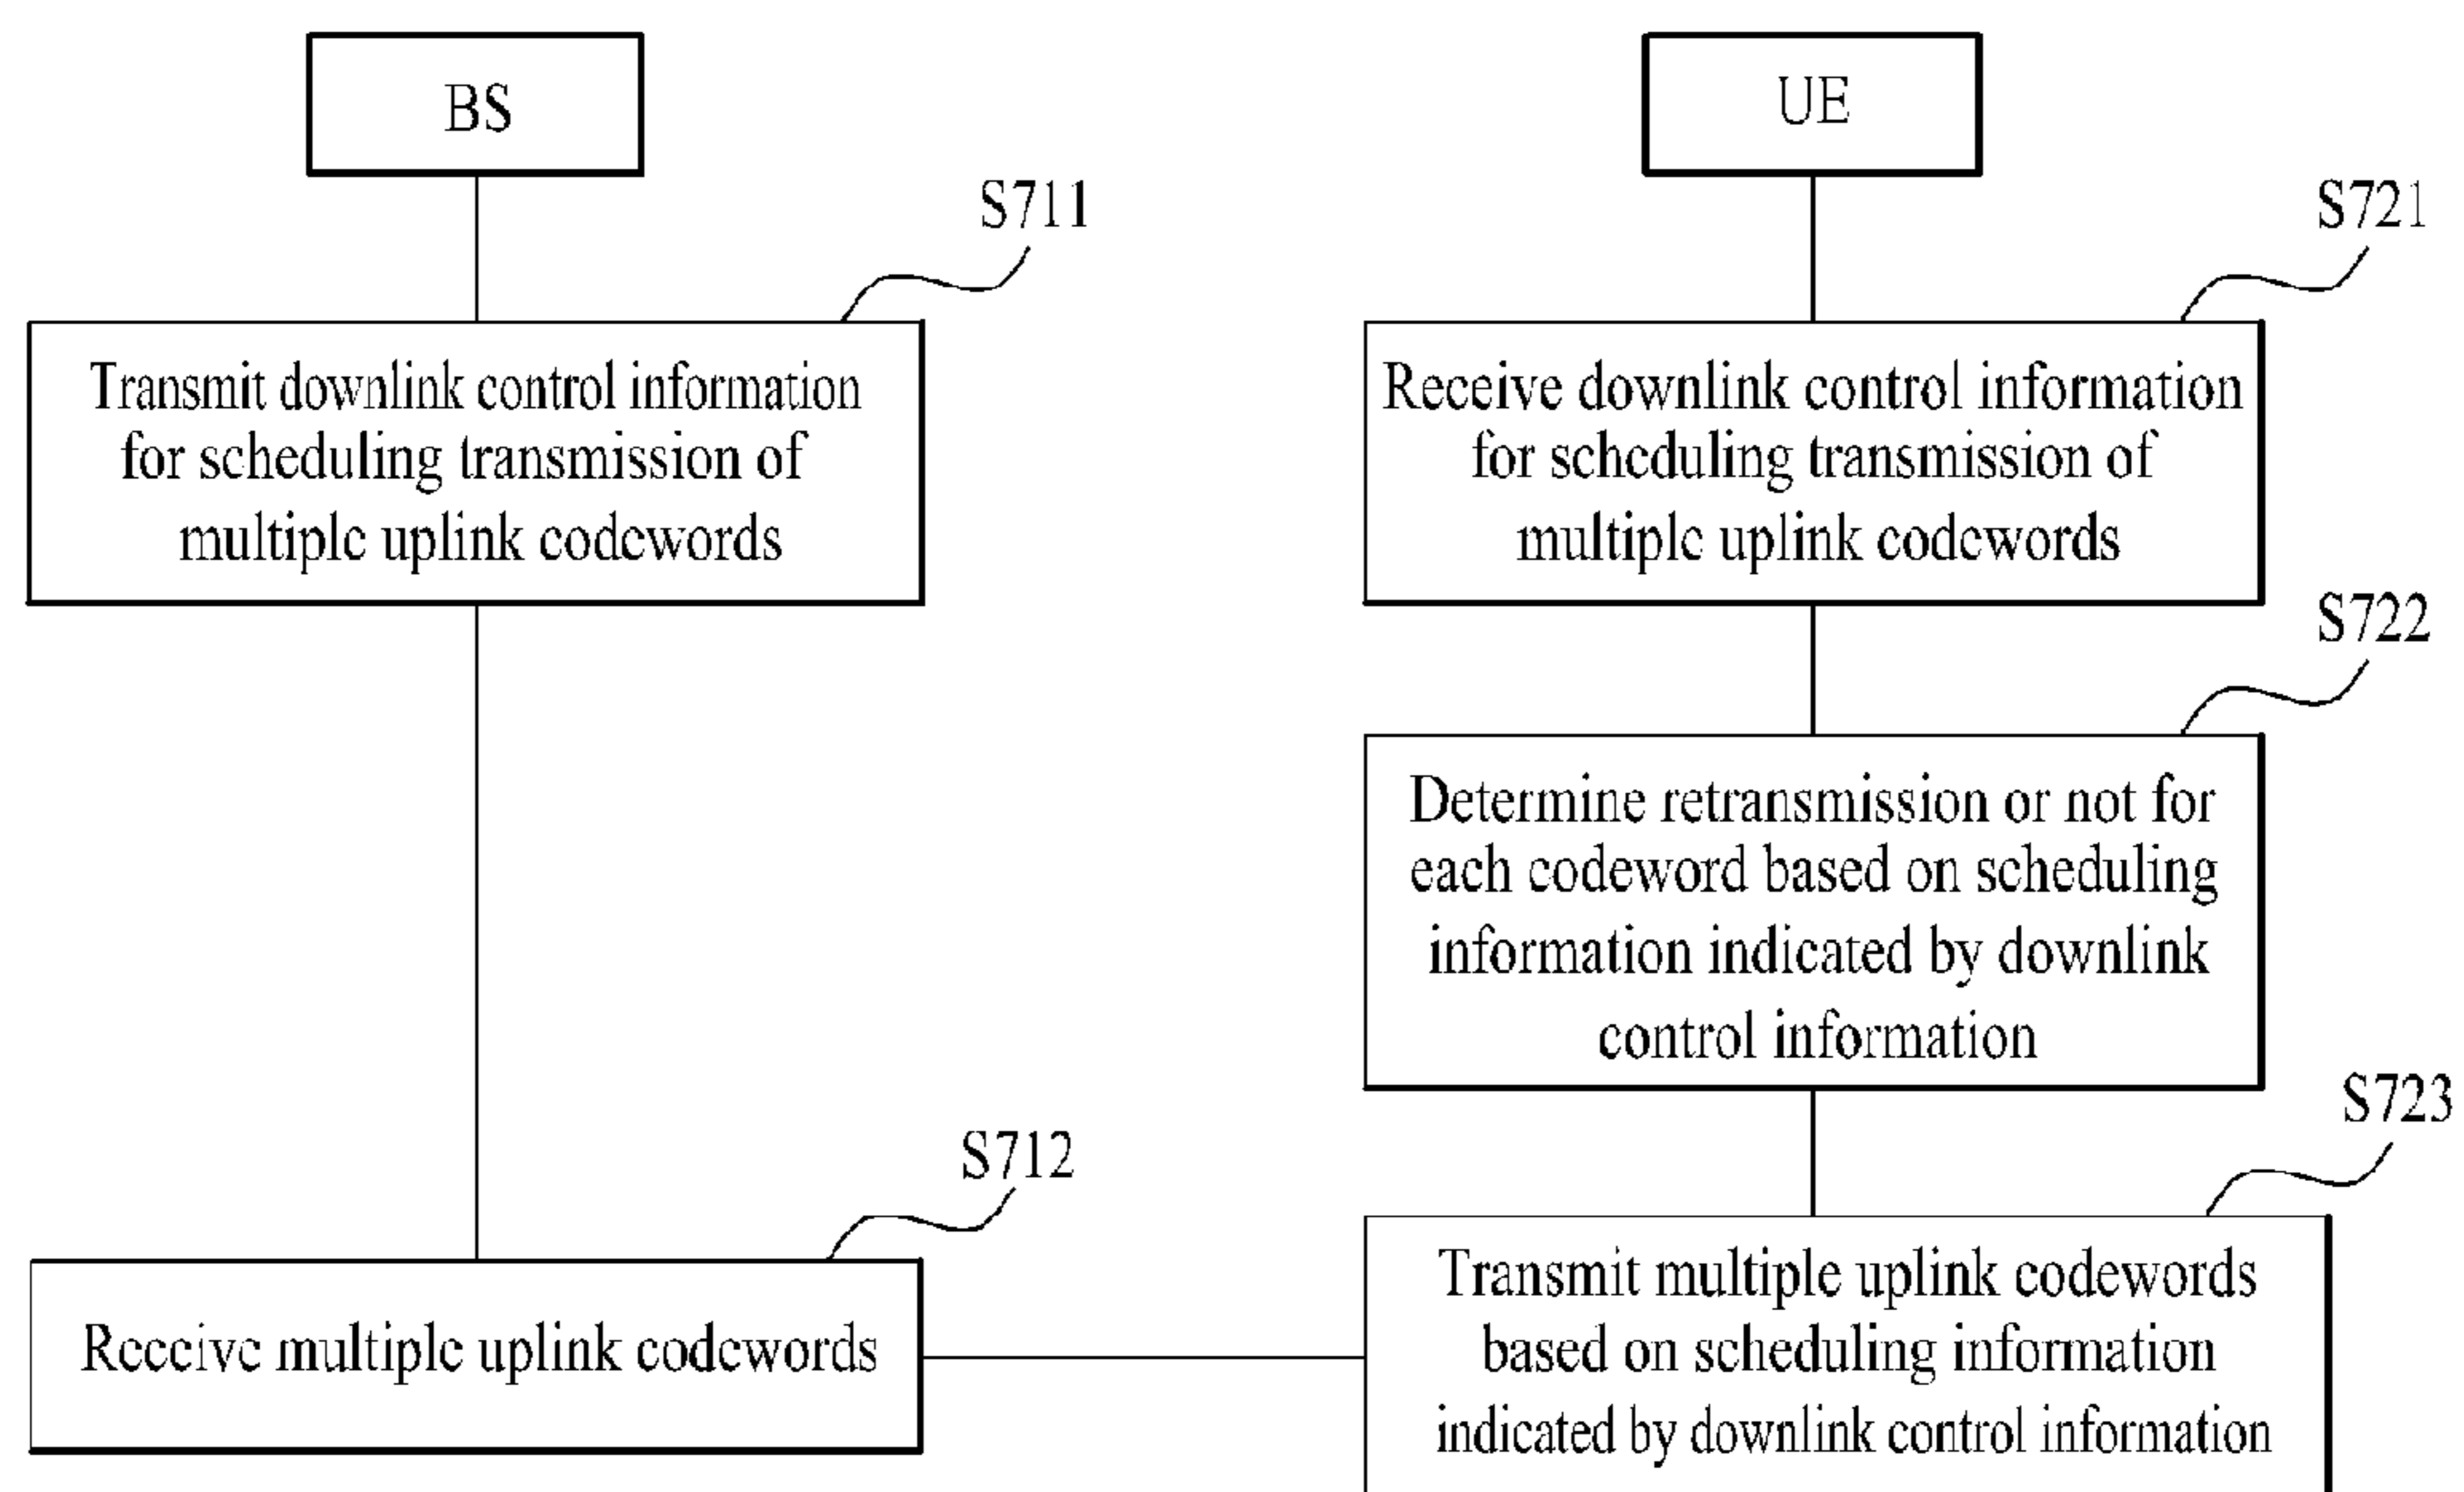 BS
UE
S711
S721
Transmit downlink control information
for scheduling transmission of
multiple uplink codewords
Receive downlink control information
for scheduling transmission of
multiple uplink codewords
S722
Determine retransmission or not for
each codeword based on scheduling
information indicated by downlink
control information
S723
S712
Receive multiple uplink codewords
Transmit multiple uplink codewords
based on scheduling information
indicated by downlink control information